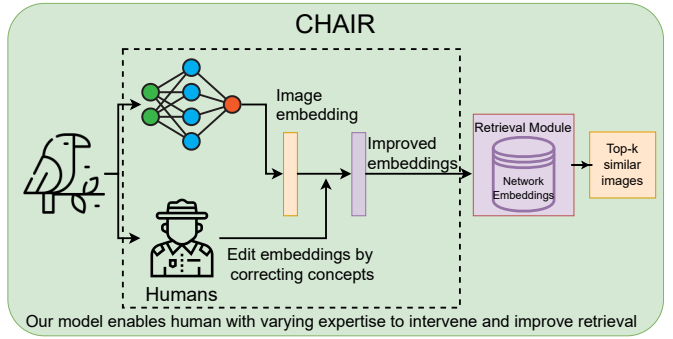 CHAIR
Image
embedding
Improved
embeddings
Retrieval Module
Network
Embeddings
Top-k
similar
images
Edit embeddings by
correcting concepts
Humans
Our model enables human with varying expertise to intervene and improve retrieval